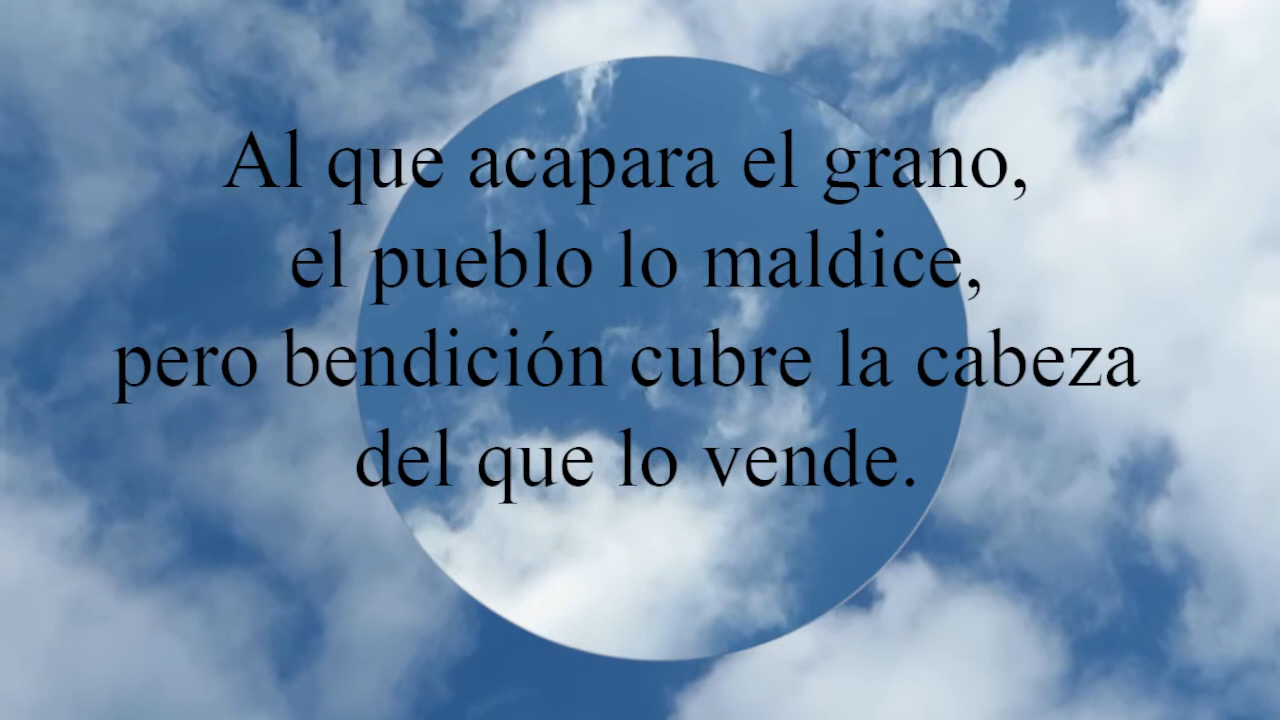 Al que acapara el grano,
el pueblo lo maldice,
pero bendición cubre la cabeza
del que lo vende.